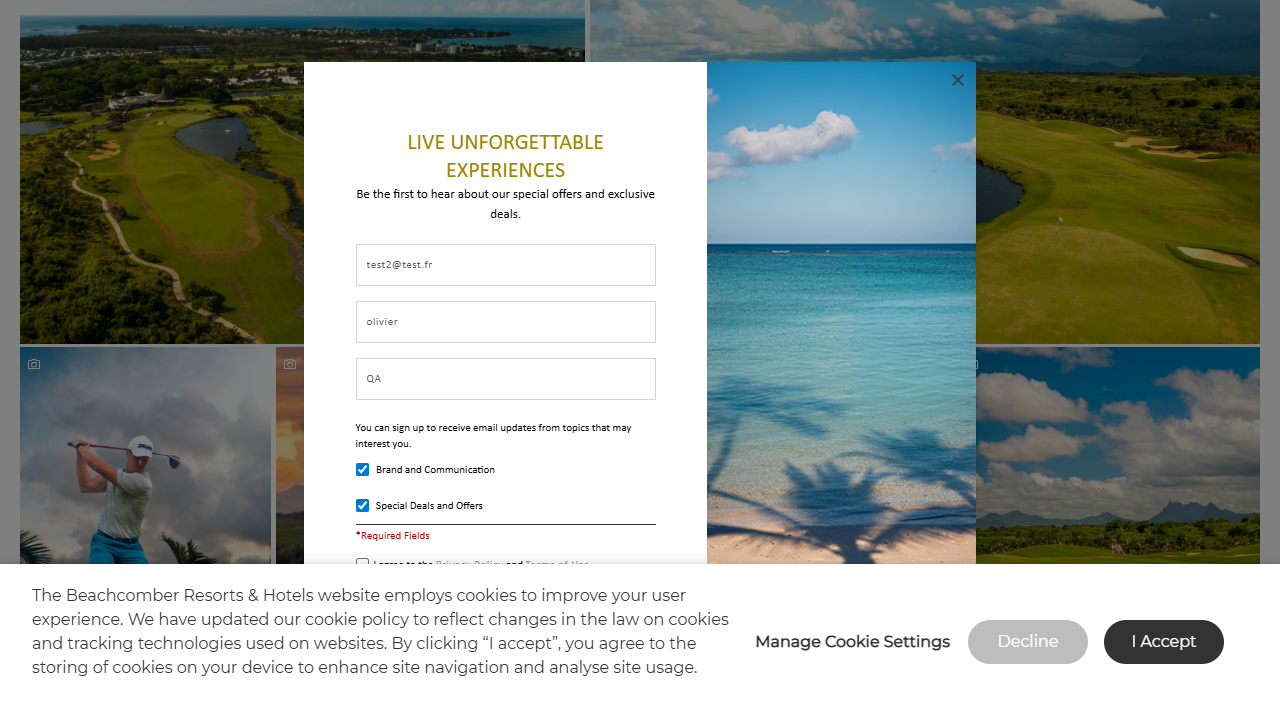 LIVE UNFORGETTABLE
EXPERIENCES
Be the first to hear about our special offers and exclusive
deals.
test2@test.fr
olivier
QA
You can sign up to receive email updates from topics that may
interest you.
Brand and Communication
Special Deals and Offers
*Required Fields
I agree to the Privacy Policy and Terms of Use
The Beachcomber Resorts & Hotels website employs cookies to improve your user
experience. We have updated our cookie policy to reflect changes in the law on cookies
and tracking technologies used on websites. By clicking “I accept”, you agree to the
storing of cookies on your device to enhance site navigation and analyse site usage.
Manage Cookie Settings
Decline
I Accept